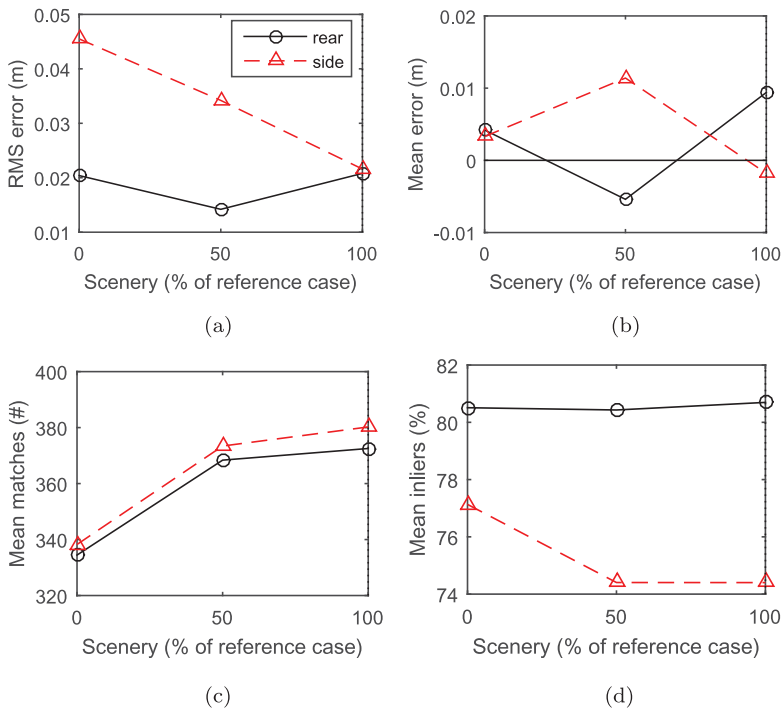 0.05
0.04
0.03
0.02
0.01
RMS error (m)
rear
side
0 50 100
Scenery (% of reference case)
(a)
0.02
0.01
0
-0.01
Mean error (m)
0 50 100
Scenery (% of reference case)
(b)
400
380
360
340
320
Mean matches (#)
0 50 100
Scenery (% of reference case)
(c)
82
80
78
76
74
Mean inliers (%)
0 50 100
Scenery (% of reference case)
(d)